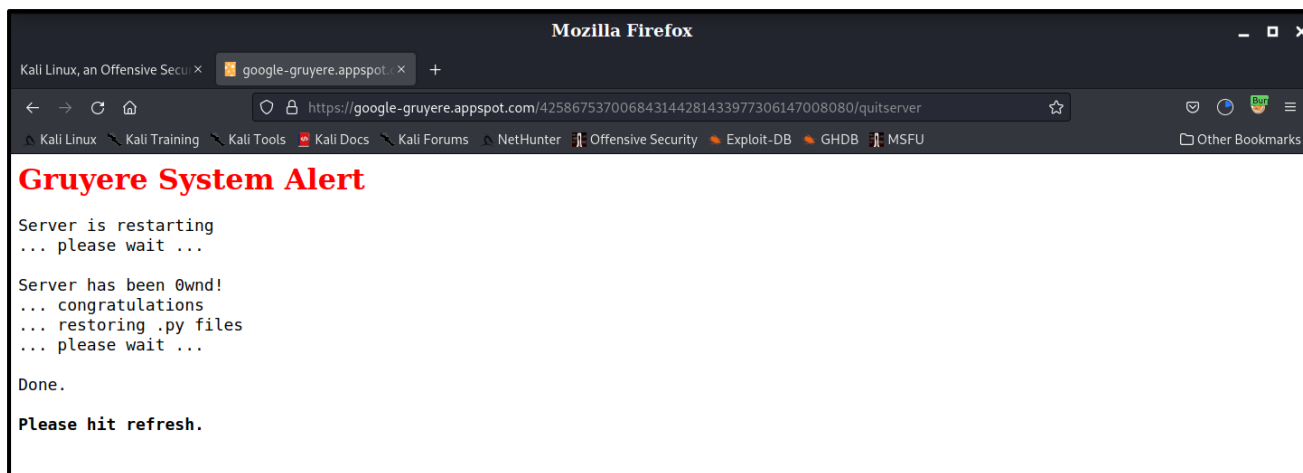 Mozilla Firefox
Kali Linux, an Offensive Secu
google-gruyere.appspot.c
https://google-gruyere.appspot.com/425867537006843144281433977306147008080/quitserver
Kali Linux Kali Training Kali Tools Kali Docs Kali Forums NetHunter Offensive Security Exploit-DB GHDB MSFU Other Bookmarks
Gruyere System Alert
Server is restarting
... please wait ...
Server has been 0wnd!
... congratulations
... restoring .py files
... please wait ...
Done.
Please hit refresh.